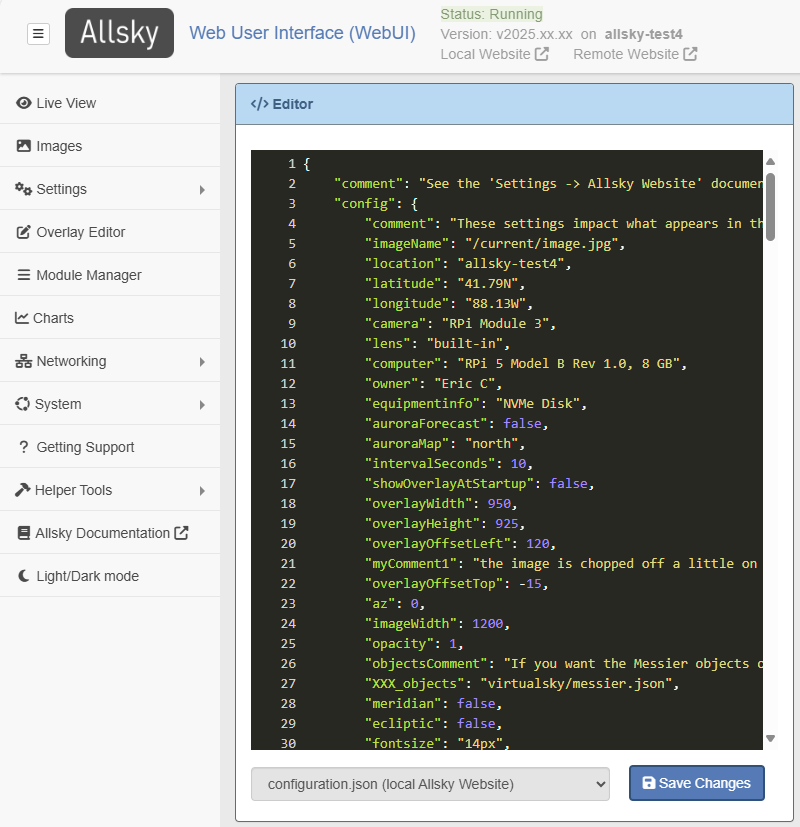 Allsky
Web User Interface (WebUI)
Status: Running
Version: v2025.xx.xx on allsky-test4
Local Website Remote Website
Live View
Images
Settings
Overlay Editor
Module Manager
Charts
Networking
System
Getting Support
Helper Tools
Allsky Documentation
Light/Dark mode
</> Editor
1 {
2 "comment": "See the 'Settings -> Allsky Website' documen
3 "config": {
4 "comment": "These settings impact what appears in th
5 "imageName": "/current/image.jpg",
6 "location": "allsky-test4",
7 "latitude": "41.79N",
8 "longitude": "88.13W",
9 "camera": "RPi Module 3",
10 "lens": "built-in",
11 "computer": "RPi 5 Model B Rev 1.0, 8 GB",
12 "owner": "Eric C",
13 "equipmentinfo": "NVMe Disk",
14 "auroraForecast": false,
15 "auroraMap": "north",
16 "intervalSeconds": 10,
17 "showOverlayAtStartup": false,
18 "overlayWidth": 950,
19 "overlayHeight": 925,
20 "overlayOffsetLeft": 120,
21 "myComment1": "the image is chopped off a little on
22 "overlayOffsetTop": -15,
23 "az": 0,
24 "imageWidth": 1200,
25 "opacity": 1,
26 "objectsComment": "If you want the Messier objects o
27 "XXX_objects": "virtualsky/messier.json",
28 "meridian": false,
29 "ecliptic": false,
30 "fontsize": "14px",
configuration.json (local Allsky Website)
Save Changes